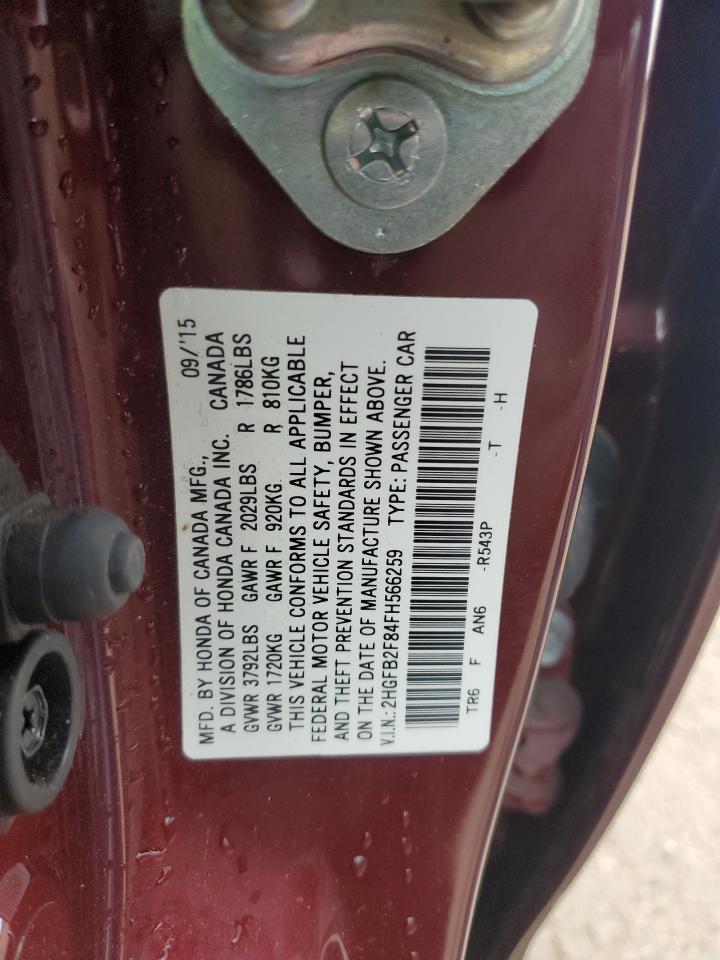 MFD. BY HONDA OF CANADA MFG., 09/'15
A DIVISION OF HONDA CANADA INC. CANADA
GVWR 3792LBS GAWR F 2029LBS R 1786LBS
GVWR 1720KG GAWR F 920KG R 810KG
THIS VEHICLE CONFORMS TO ALL APPLICABLE
FEDERAL MOTOR VEHICLE SAFETY, BUMPER,
AND THEFT PREVENTION STANDARDS IN EFFECT
ON THE DATE OF MANUFACTURE SHOWN ABOVE.
V.I.N.: 2HGFB2F84FH566259 TYPE: PASSENGER CAR
TR6 F AN6 -R543P -T -H